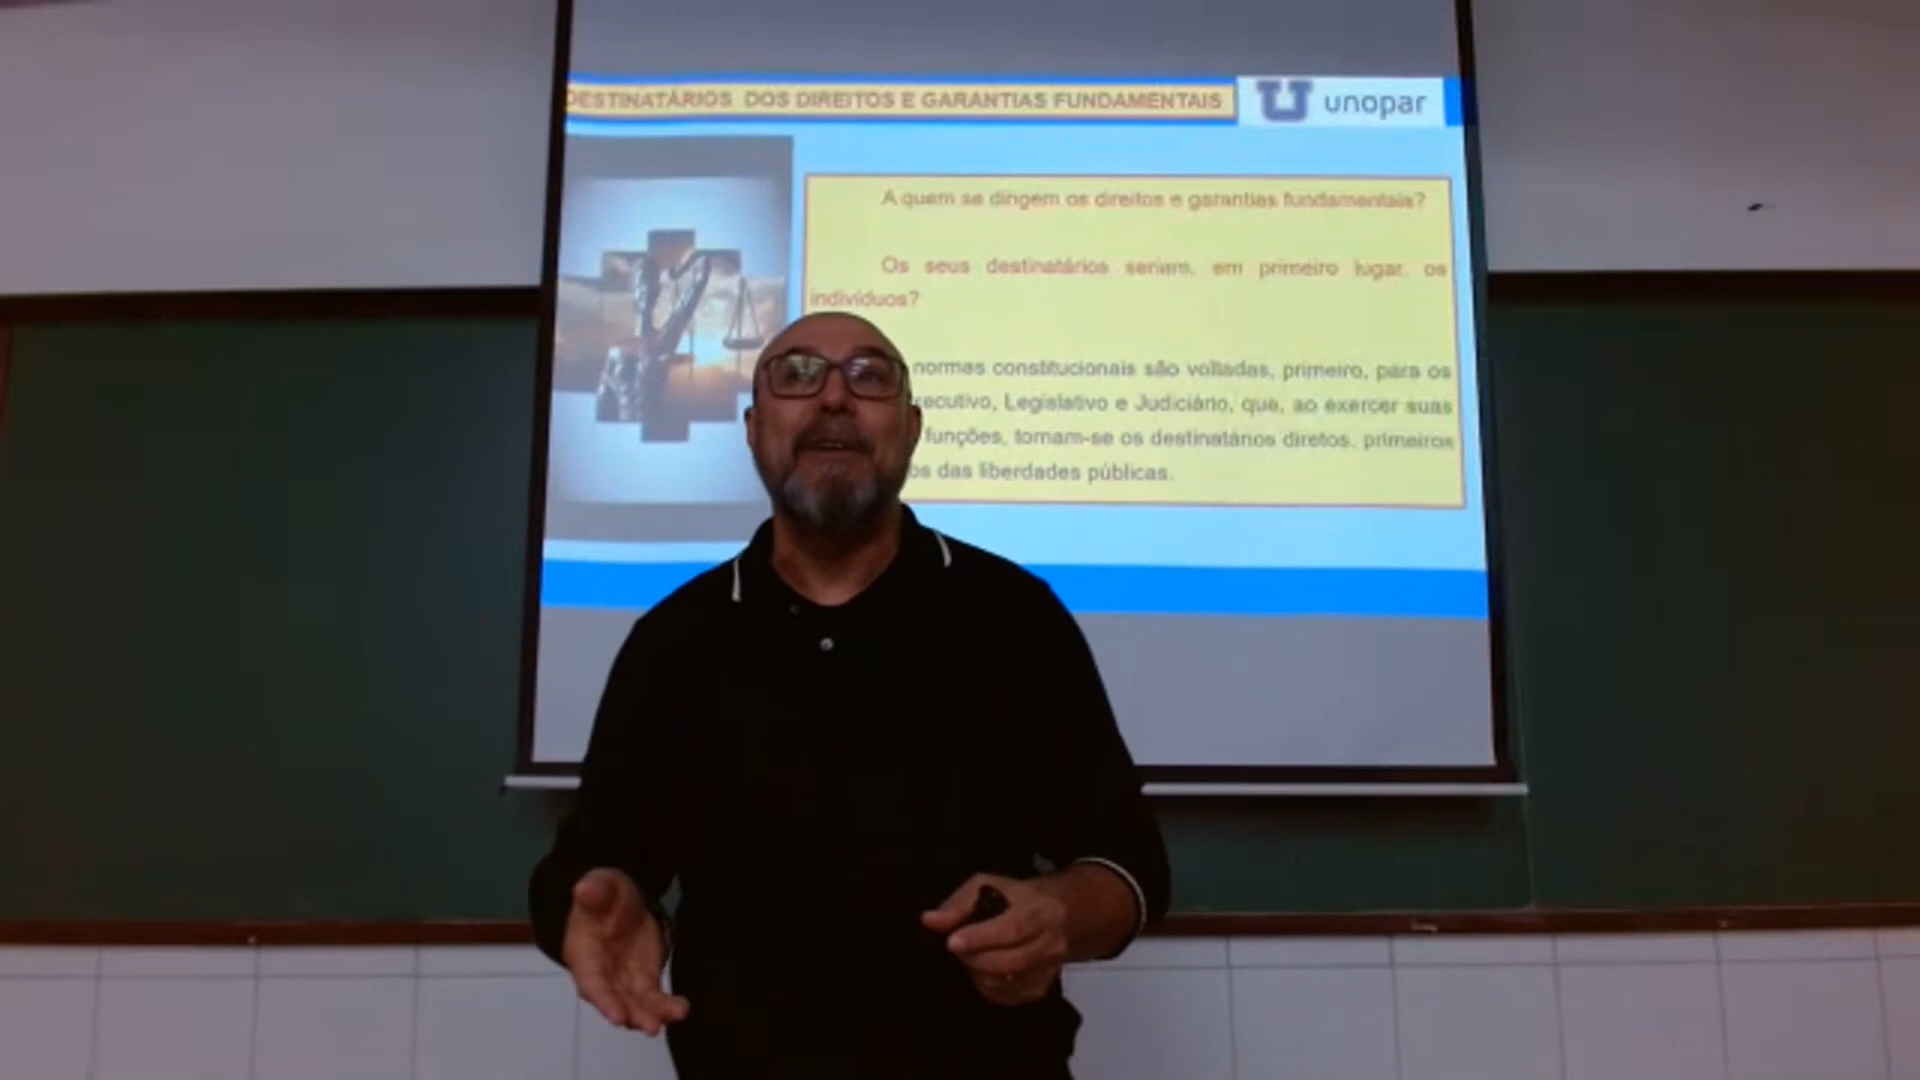 DESTINATÁRIOS DOS DIREITOS E GARANTIAS FUNDAMENTAIS
unopar
A quem se dirigem os direitos e garantias fundamentais?
Os seus destinatários seriam, em primeiro lugar, os
indivíduos?
normas constitucionais são voltadas, primeiro, para os
xecutivo, Legislativo e Judiciário, que, ao exercer suas
funções, tornam-se os destinatários diretos, primeiros
os das liberdades públicas.